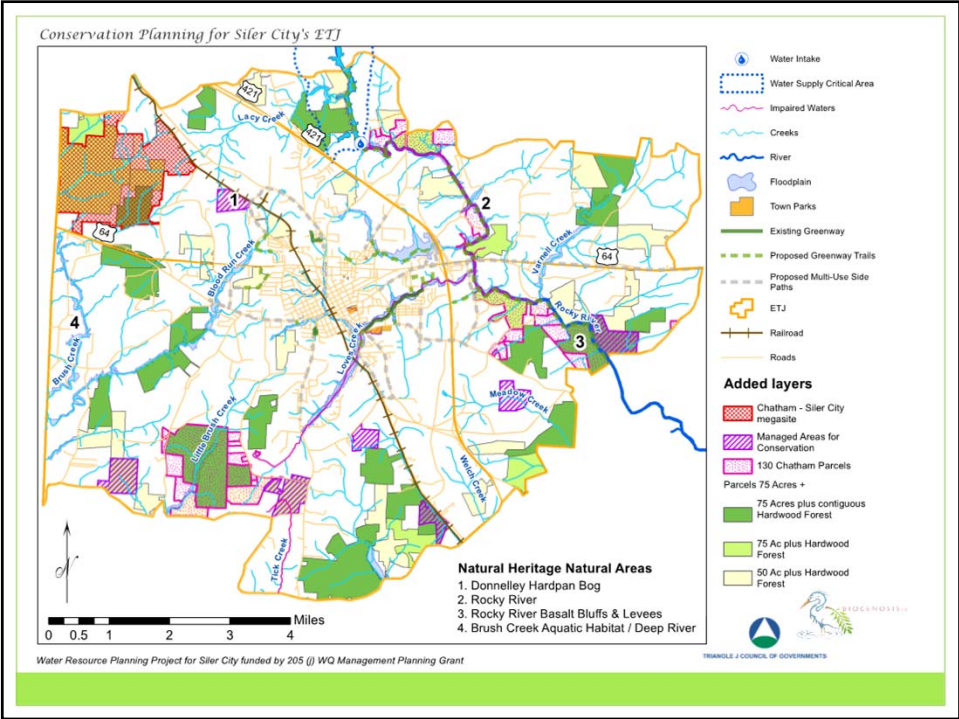 Conservation Planning for Siler City's ETJ
421
Lacy Creek
421
1
2
64
Blood Run Creek
Varnell Creek
64
4
Brush Creek
Rocky River
3
Loves Creek
Meadow Creek
Little Brush Creek
Welch Creek
Tick Creek
N
0 0.5 1 2 3 4 Miles
Natural Heritage Natural Areas
1. Donnelley Hardpan Bog
2. Rocky River
3. Rocky River Basalt Bluffs & Levees
4. Brush Creek Aquatic Habitat / Deep River
Water Intake
Water Supply Critical Area
Impaired Waters
Creeks
River
Floodplain
Town Parks
Existing Greenway
Proposed Greenway Trails
Proposed Multi-Use Side
Paths
ETJ
Railroad
Roads
Added layers
Chatham - Siler City
megasite
Managed Areas for
Conservation
130 Chatham Parcels
Parcels 75 Acres +
75 Acres plus contiguous
Hardwood Forest
75 Ac plus Hardwood
Forest
50 Ac plus Hardwood
Forest
TRIANGLE J COUNCIL OF GOVERNMENTS
Water Resource Planning Project for Siler City funded by 205 (j) WQ Management Planning Grant